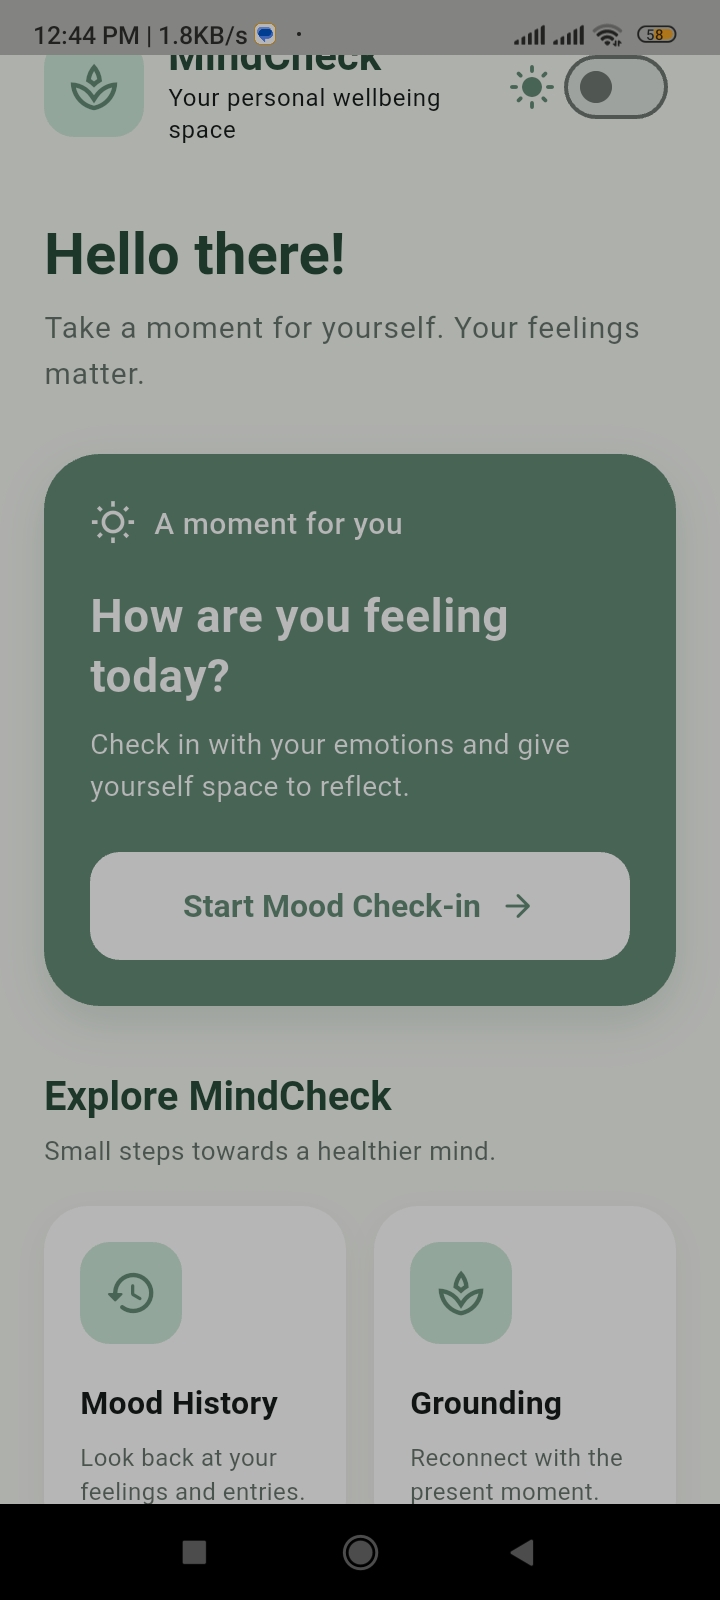 12:44 PM | 1.8KB/s
58
MindCheck
Your personal wellbeing
space
Hello there!
Take a moment for yourself. Your feelings
matter.
A moment for you
How are you feeling
today?
Check in with your emotions and give
yourself space to reflect.
Start Mood Check-in
Explore MindCheck
Small steps towards a healthier mind.
Mood History
Look back at your
feelings and entries.
Grounding
Reconnect with the
present moment.